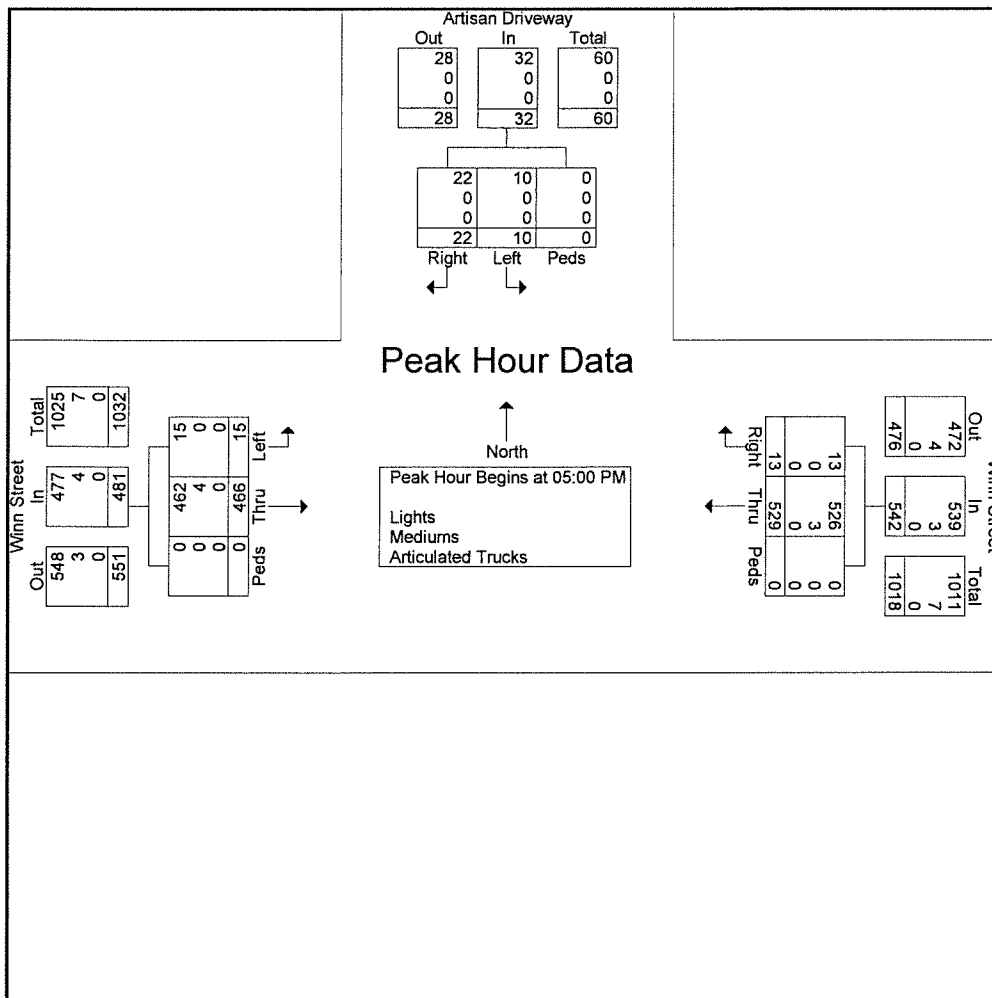 Artisan Driveway
Out In Total
28 32 60
0 0 0
0 0 0
28 32 60
22 10 0
0 0 0
0 0 0
22 10 0
Right Left Peds
Peak Hour Data
North
Peak Hour Begins at 05:00 PM
Lights
Mediums
Articulated Trucks
Winn Street
Out In Total
548 477 1025
3 4 7
0 0 0
551 481 1032
Peds Thru Left
0 462 15
0 4 0
0 0 0
0 466 15
Out In Total
472 539 1011
4 3 7
0 0 0
476 542 1018
13 526 0
0 3 0
0 0 0
13 529 0
Right Thru Peds